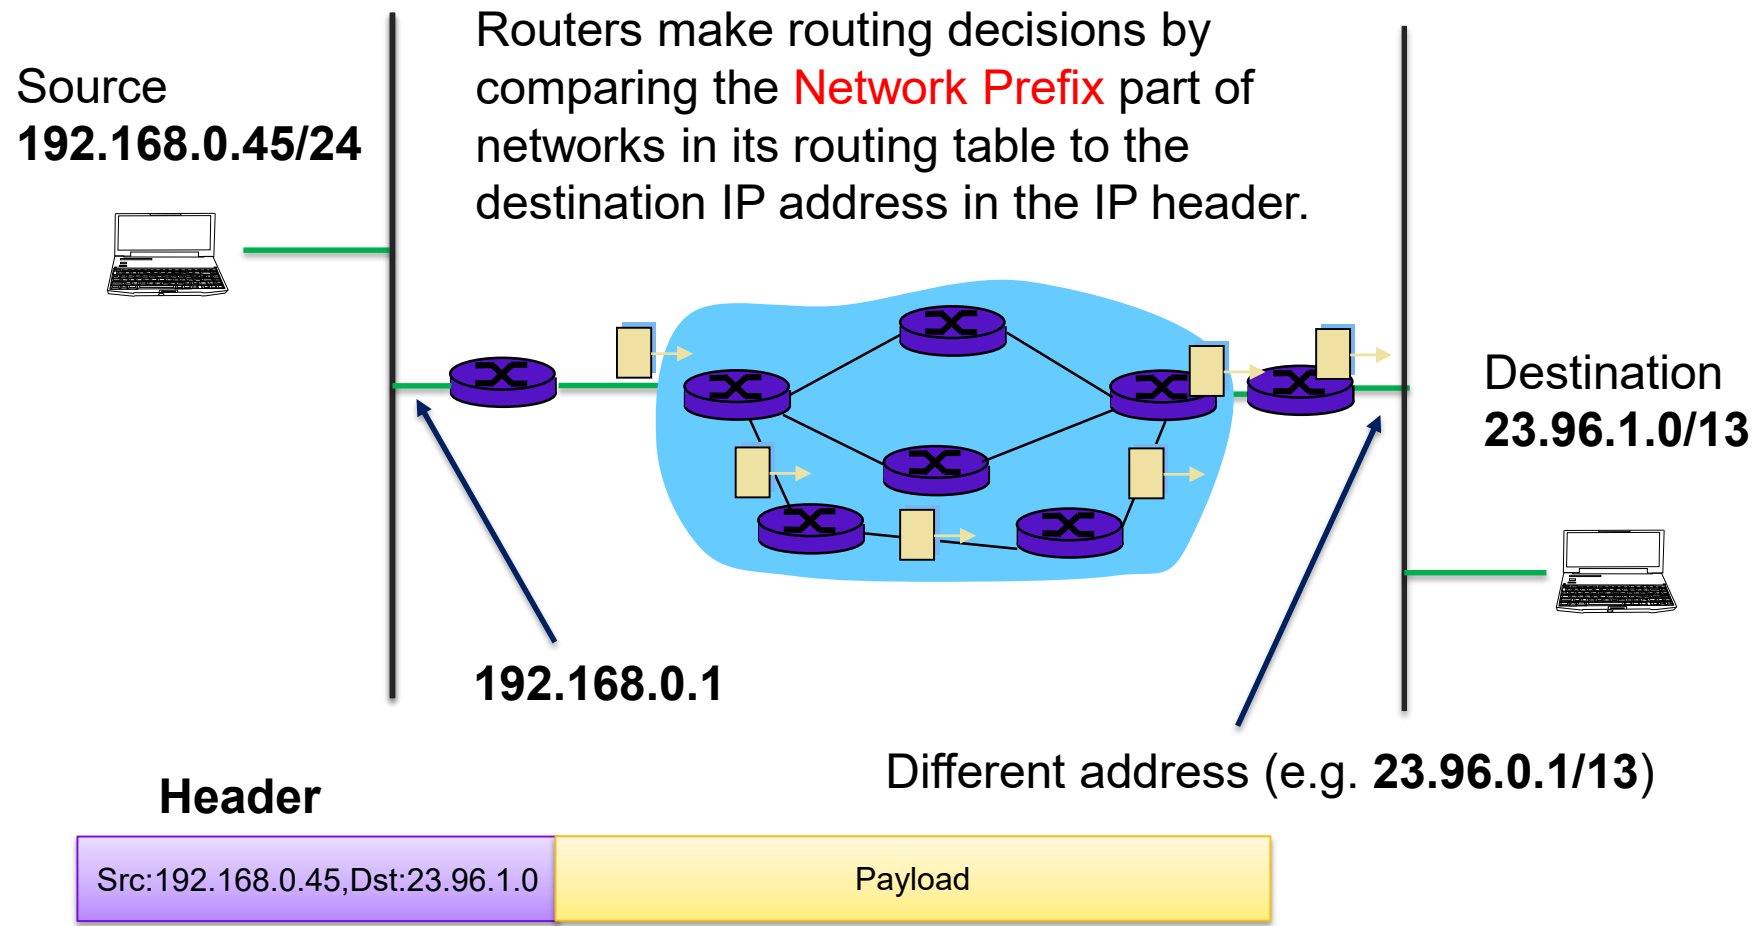 Routers make routing decisions by
comparing the Network Prefix part of
networks in its routing table to the
destination IP address in the IP header.
Source
192.168.0.45/24
Destination
23.96.1.0/13
192.168.0.1
Different address (e.g. 23.96.0.1/13)
Header
Src:192.168.0.45,Dst:23.96.1.0
Payload